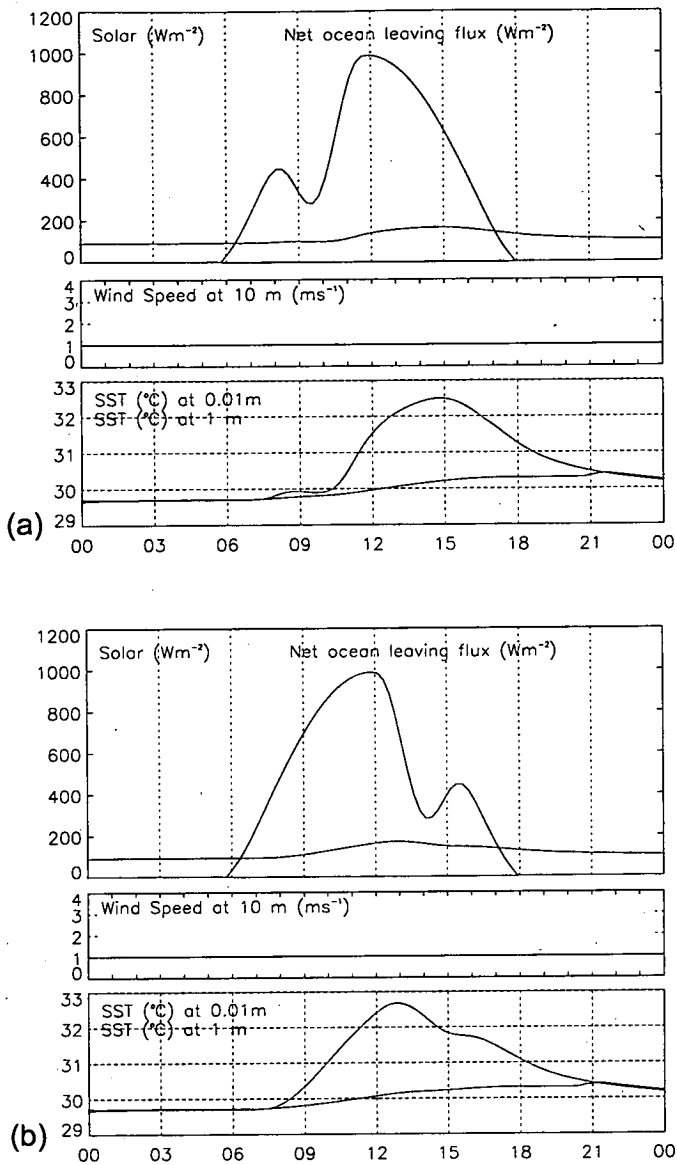 1200
Solar (Wm⁻²) Net ocean leaving flux (Wm⁻²)
1000
800
600
400
200
0
4
Wind Speed at 10 m (ms⁻¹)
3
2
1
0
33
SST (°C) at 0.01m
32
SST (°C) at 1 m
31
30
29
(a)
00 03 06 09 12 15 18 21 00
1200
Solar (Wm⁻²) Net ocean leaving flux (Wm⁻²)
1000
800
600
400
200
0
4
Wind Speed at 10 m (ms⁻¹)
3
2
1
0
33
SST (°C) at 0.01m
32
SST (°C) at 1 m
31
30
29
(b)
00 03 06 09 12 15 18 21 00